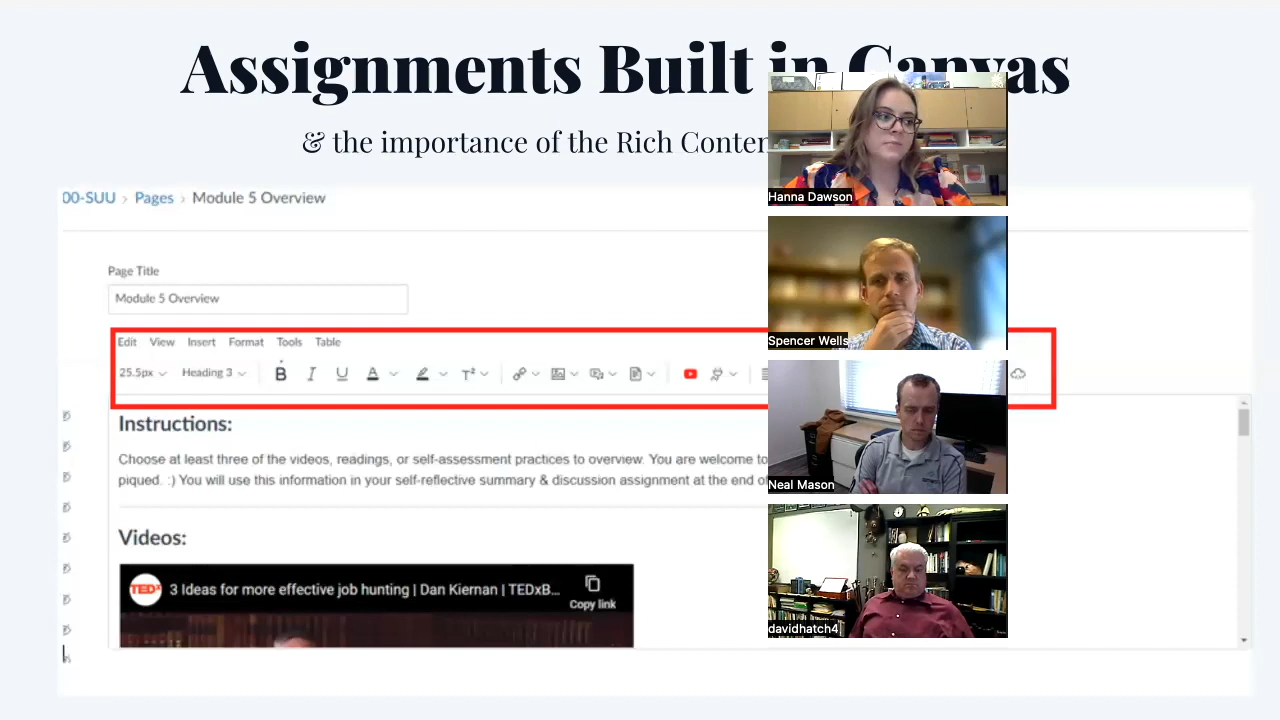 Assignments Built in Canvas
& the importance of the Rich Conten
00-SUU > Pages > Module 5 Overview
Page Title
Module 5 Overview
Edit View Insert Format Tools Table
25.5px Heading 3 B I U A T²
Instructions:
Choose at least three of the videos, readings, or self-assessment practices to overview. You are welcome to
piqued. :) You will use this information in your self-reflective summary & discussion assignment at the end of
Videos:
TEDx
3 Ideas for more effective job hunting | Dan Kiernan | TEDxB...
Copy link
Hanna Dawson
Spencer Wells
Neal Mason
davidhatch4